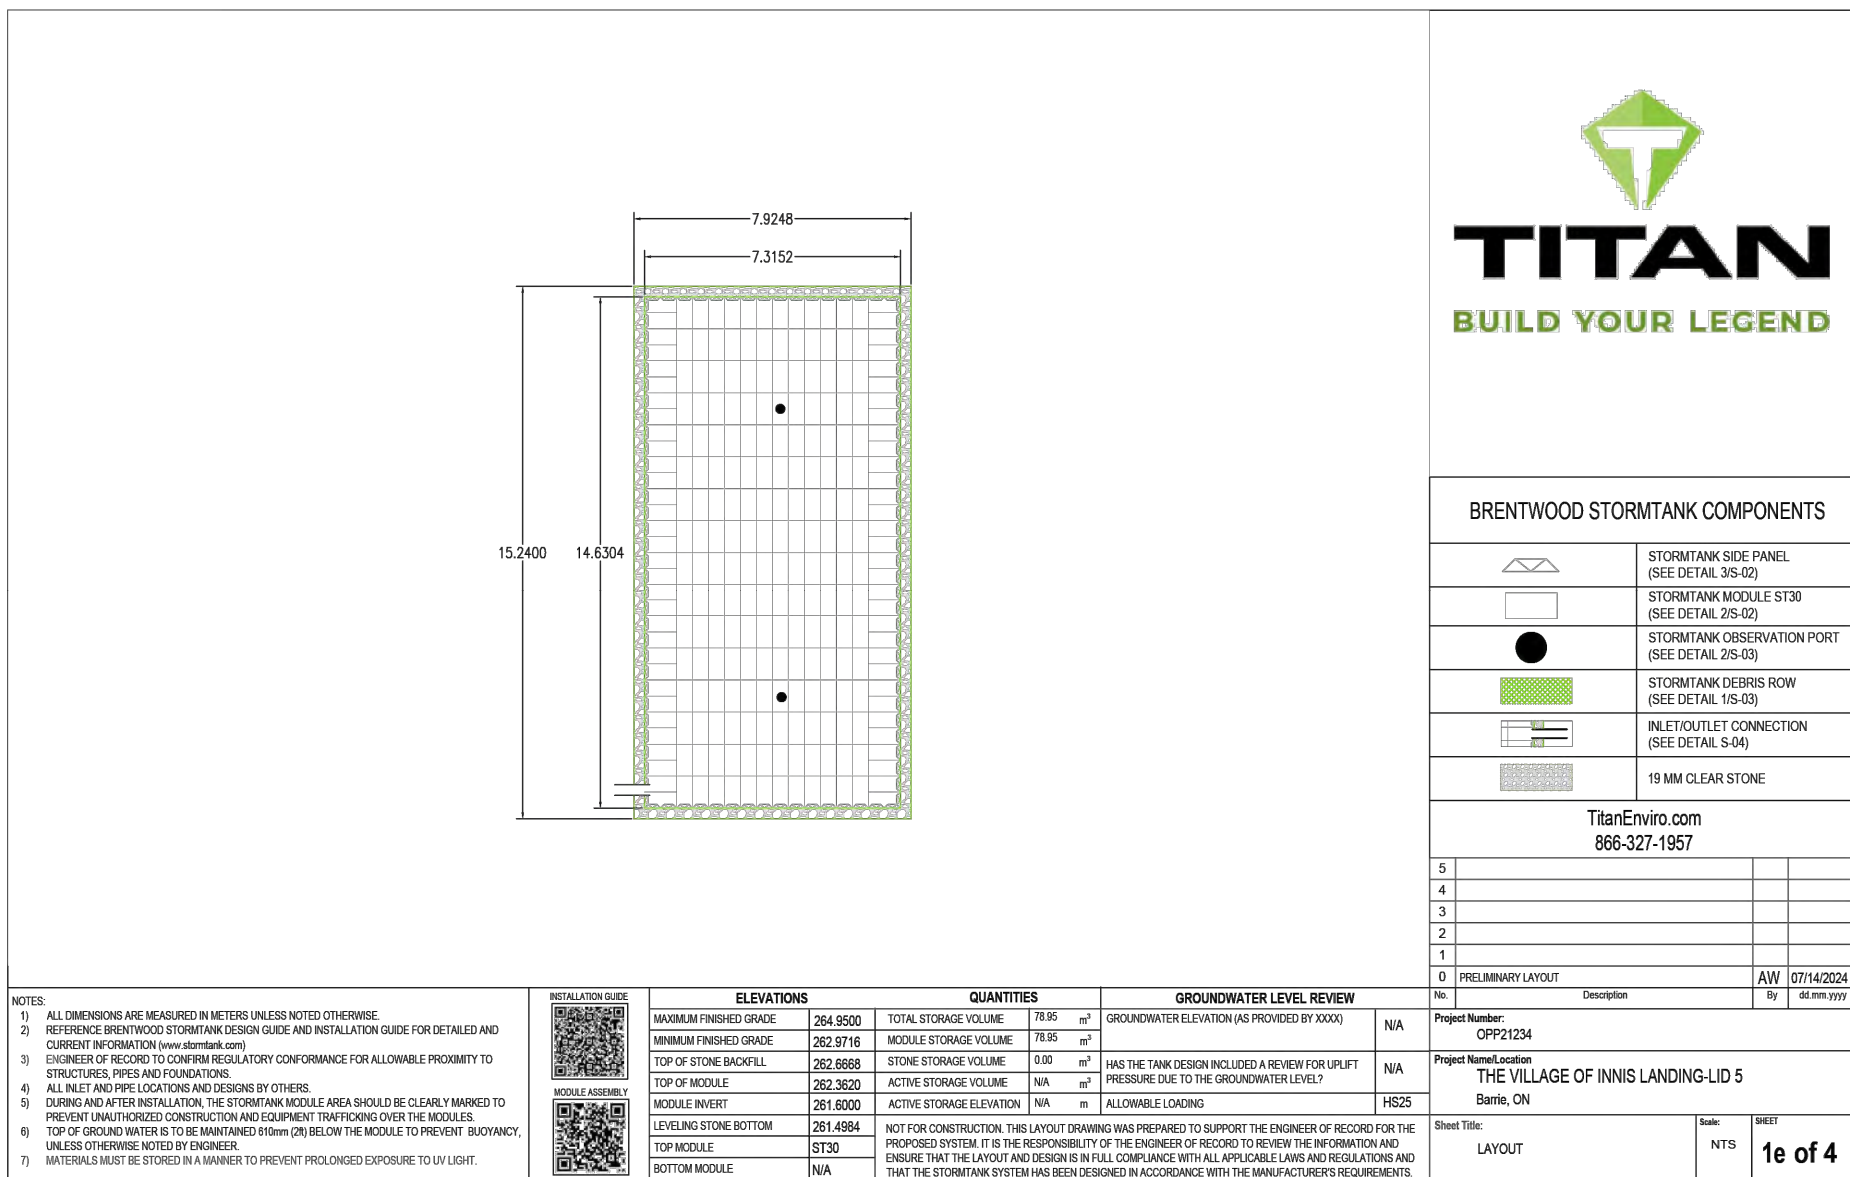 7.9248
7.3152
15.2400
14.6304
TITAN
BUILD YOUR LEGEND
BRENTWOOD STORMTANK COMPONENTS
STORMTANK SIDE PANEL
(SEE DETAIL 3/S-02)
STORMTANK MODULE ST30
(SEE DETAIL 2/S-02)
STORMTANK OBSERVATION PORT
(SEE DETAIL 2/S-03)
STORMTANK DEBRIS ROW
(SEE DETAIL 1/S-03)
INLET/OUTLET CONNECTION
(SEE DETAIL S-04)
19 MM CLEAR STONE
TitanEnviro.com
866-327-1957
5
4
3
2
1
0 PRELIMINARY LAYOUT AW 07/14/2024
No. Description By dd.mm.yyyy
NOTES:
1) ALL DIMENSIONS ARE MEASURED IN METERS UNLESS NOTED OTHERWISE.
2) REFERENCE BRENTWOOD STORMTANK DESIGN GUIDE AND INSTALLATION GUIDE FOR DETAILED AND
CURRENT INFORMATION (www.stormtank.com)
3) ENGINEER OF RECORD TO CONFIRM REGULATORY CONFORMANCE FOR ALLOWABLE PROXIMITY TO
STRUCTURES, PIPES AND FOUNDATIONS.
4) ALL INLET AND PIPE LOCATIONS AND DESIGNS BY OTHERS.
5) DURING AND AFTER INSTALLATION, THE STORMTANK MODULE AREA SHOULD BE CLEARLY MARKED TO
PREVENT UNAUTHORIZED CONSTRUCTION AND EQUIPMENT TRAFFICKING OVER THE MODULES.
6) TOP OF GROUND WATER IS TO BE MAINTAINED 610mm (2ft) BELOW THE MODULE TO PREVENT BUOYANCY,
UNLESS OTHERWISE NOTED BY ENGINEER.
7) MATERIALS MUST BE STORED IN A MANNER TO PREVENT PROLONGED EXPOSURE TO UV LIGHT.
INSTALLATION GUIDE
MODULE ASSEMBLY
ELEVATIONS
MAXIMUM FINISHED GRADE 264.9500
MINIMUM FINISHED GRADE 262.9716
TOP OF STONE BACKFILL 262.6668
TOP OF MODULE 262.3620
MODULE INVERT 261.6000
LEVELING STONE BOTTOM 261.4984
TOP MODULE ST30
BOTTOM MODULE N/A
QUANTITIES
TOTAL STORAGE VOLUME 78.95 m³
MODULE STORAGE VOLUME 78.95 m³
STONE STORAGE VOLUME 0.00 m³
ACTIVE STORAGE VOLUME N/A m³
ACTIVE STORAGE ELEVATION N/A m
GROUNDWATER LEVEL REVIEW
GROUNDWATER ELEVATION (AS PROVIDED BY XXXX) N/A
HAS THE TANK DESIGN INCLUDED A REVIEW FOR UPLIFT
PRESSURE DUE TO THE GROUNDWATER LEVEL? N/A
ALLOWABLE LOADING HS25
NOT FOR CONSTRUCTION. THIS LAYOUT DRAWING WAS PREPARED TO SUPPORT THE ENGINEER OF RECORD FOR THE
PROPOSED SYSTEM. IT IS THE RESPONSIBILITY OF THE ENGINEER OF RECORD TO REVIEW THE INFORMATION AND
ENSURE THAT THE LAYOUT AND DESIGN IS IN FULL COMPLIANCE WITH ALL APPLICABLE LAWS AND REGULATIONS AND
THAT THE STORMTANK SYSTEM HAS BEEN DESIGNED IN ACCORDANCE WITH THE MANUFACTURER'S REQUIREMENTS.
Project Number:
OPP21234
Project Name/Location
THE VILLAGE OF INNIS LANDING-LID 5
Barrie, ON
Sheet Title:
LAYOUT
Scale:
NTS
SHEET
1e of 4